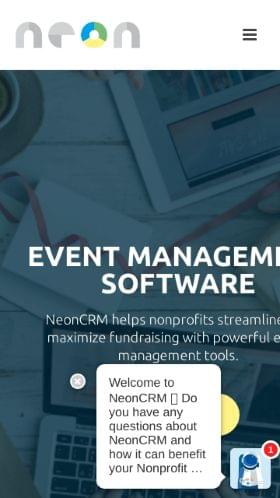 neon
EVENT MANAGEM
SOFTWARE
NeonCRM helps nonprofits streamline
maximize fundraising with powerful e
management tools.
Welcome to
NeonCRM ▯ Do
you have any
questions about
NeonCRM and
how it can benefit
your Nonprofit ...
1